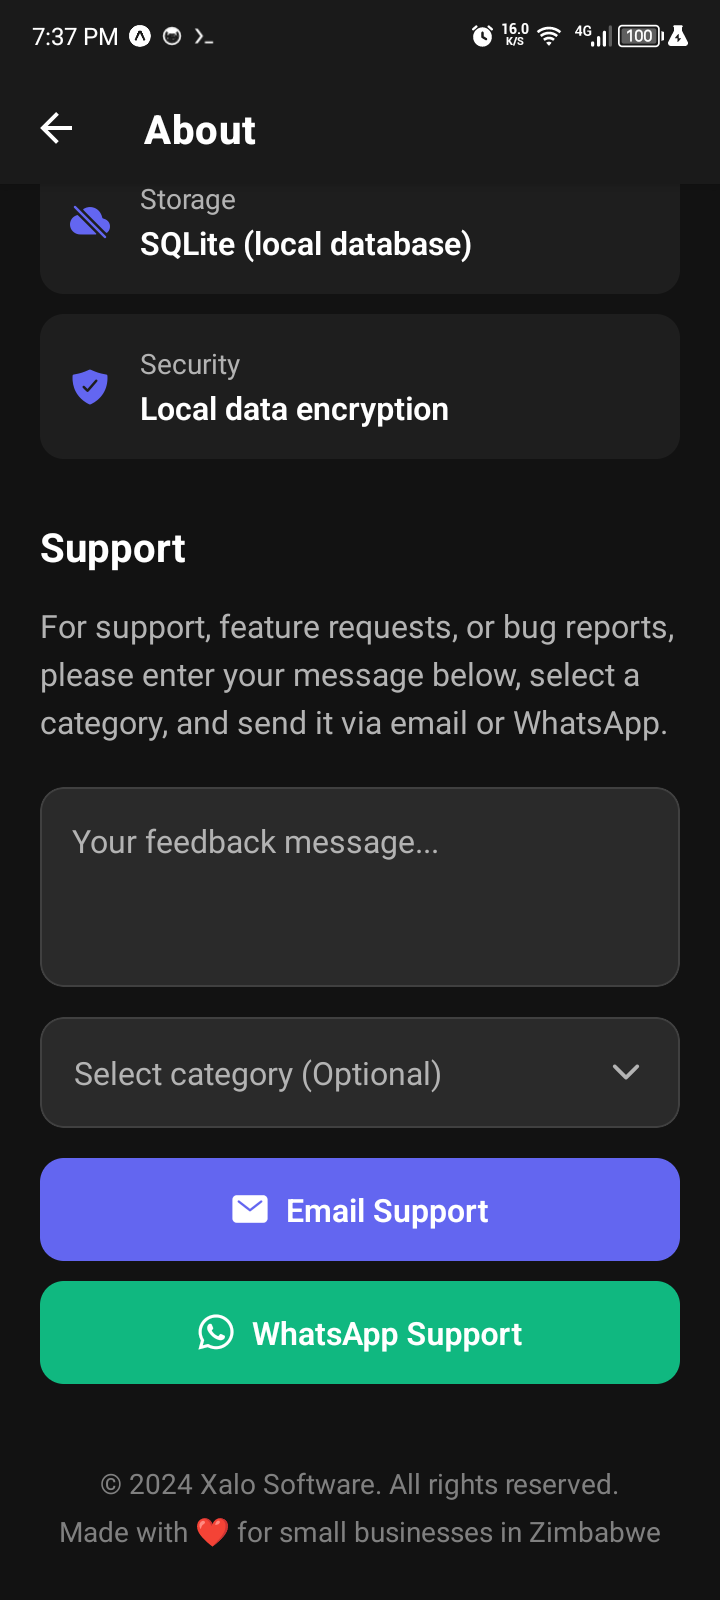 7:37 PM
16.0
K/S
4G
100
About
Storage
SQLite (local database)
Security
Local data encryption
Support
For support, feature requests, or bug reports,
please enter your message below, select a
category, and send it via email or WhatsApp.
Your feedback message...
Select category (Optional)
Email Support
WhatsApp Support
© 2024 Xalo Software. All rights reserved.
Made with ❤️ for small businesses in Zimbabwe